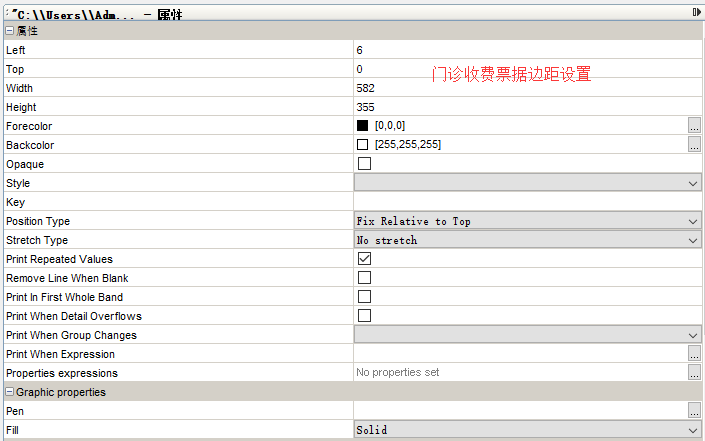 "C:\\Users\\Adm... - 属性
属性
Left 6
Top 0
门诊收费票据边距设置
Width 582
Height 355
Forecolor [0,0,0] ...
Backcolor [255,255,255] ...
Opaque
Style
Key
Position Type Fix Relative to Top
Stretch Type No stretch
Print Repeated Values
Remove Line When Blank
Print In First Whole Band
Print When Detail Overflows
Print When Group Changes
Print When Expression ...
Properties expressions No properties set ...
Graphic properties
Pen ...
Fill Solid